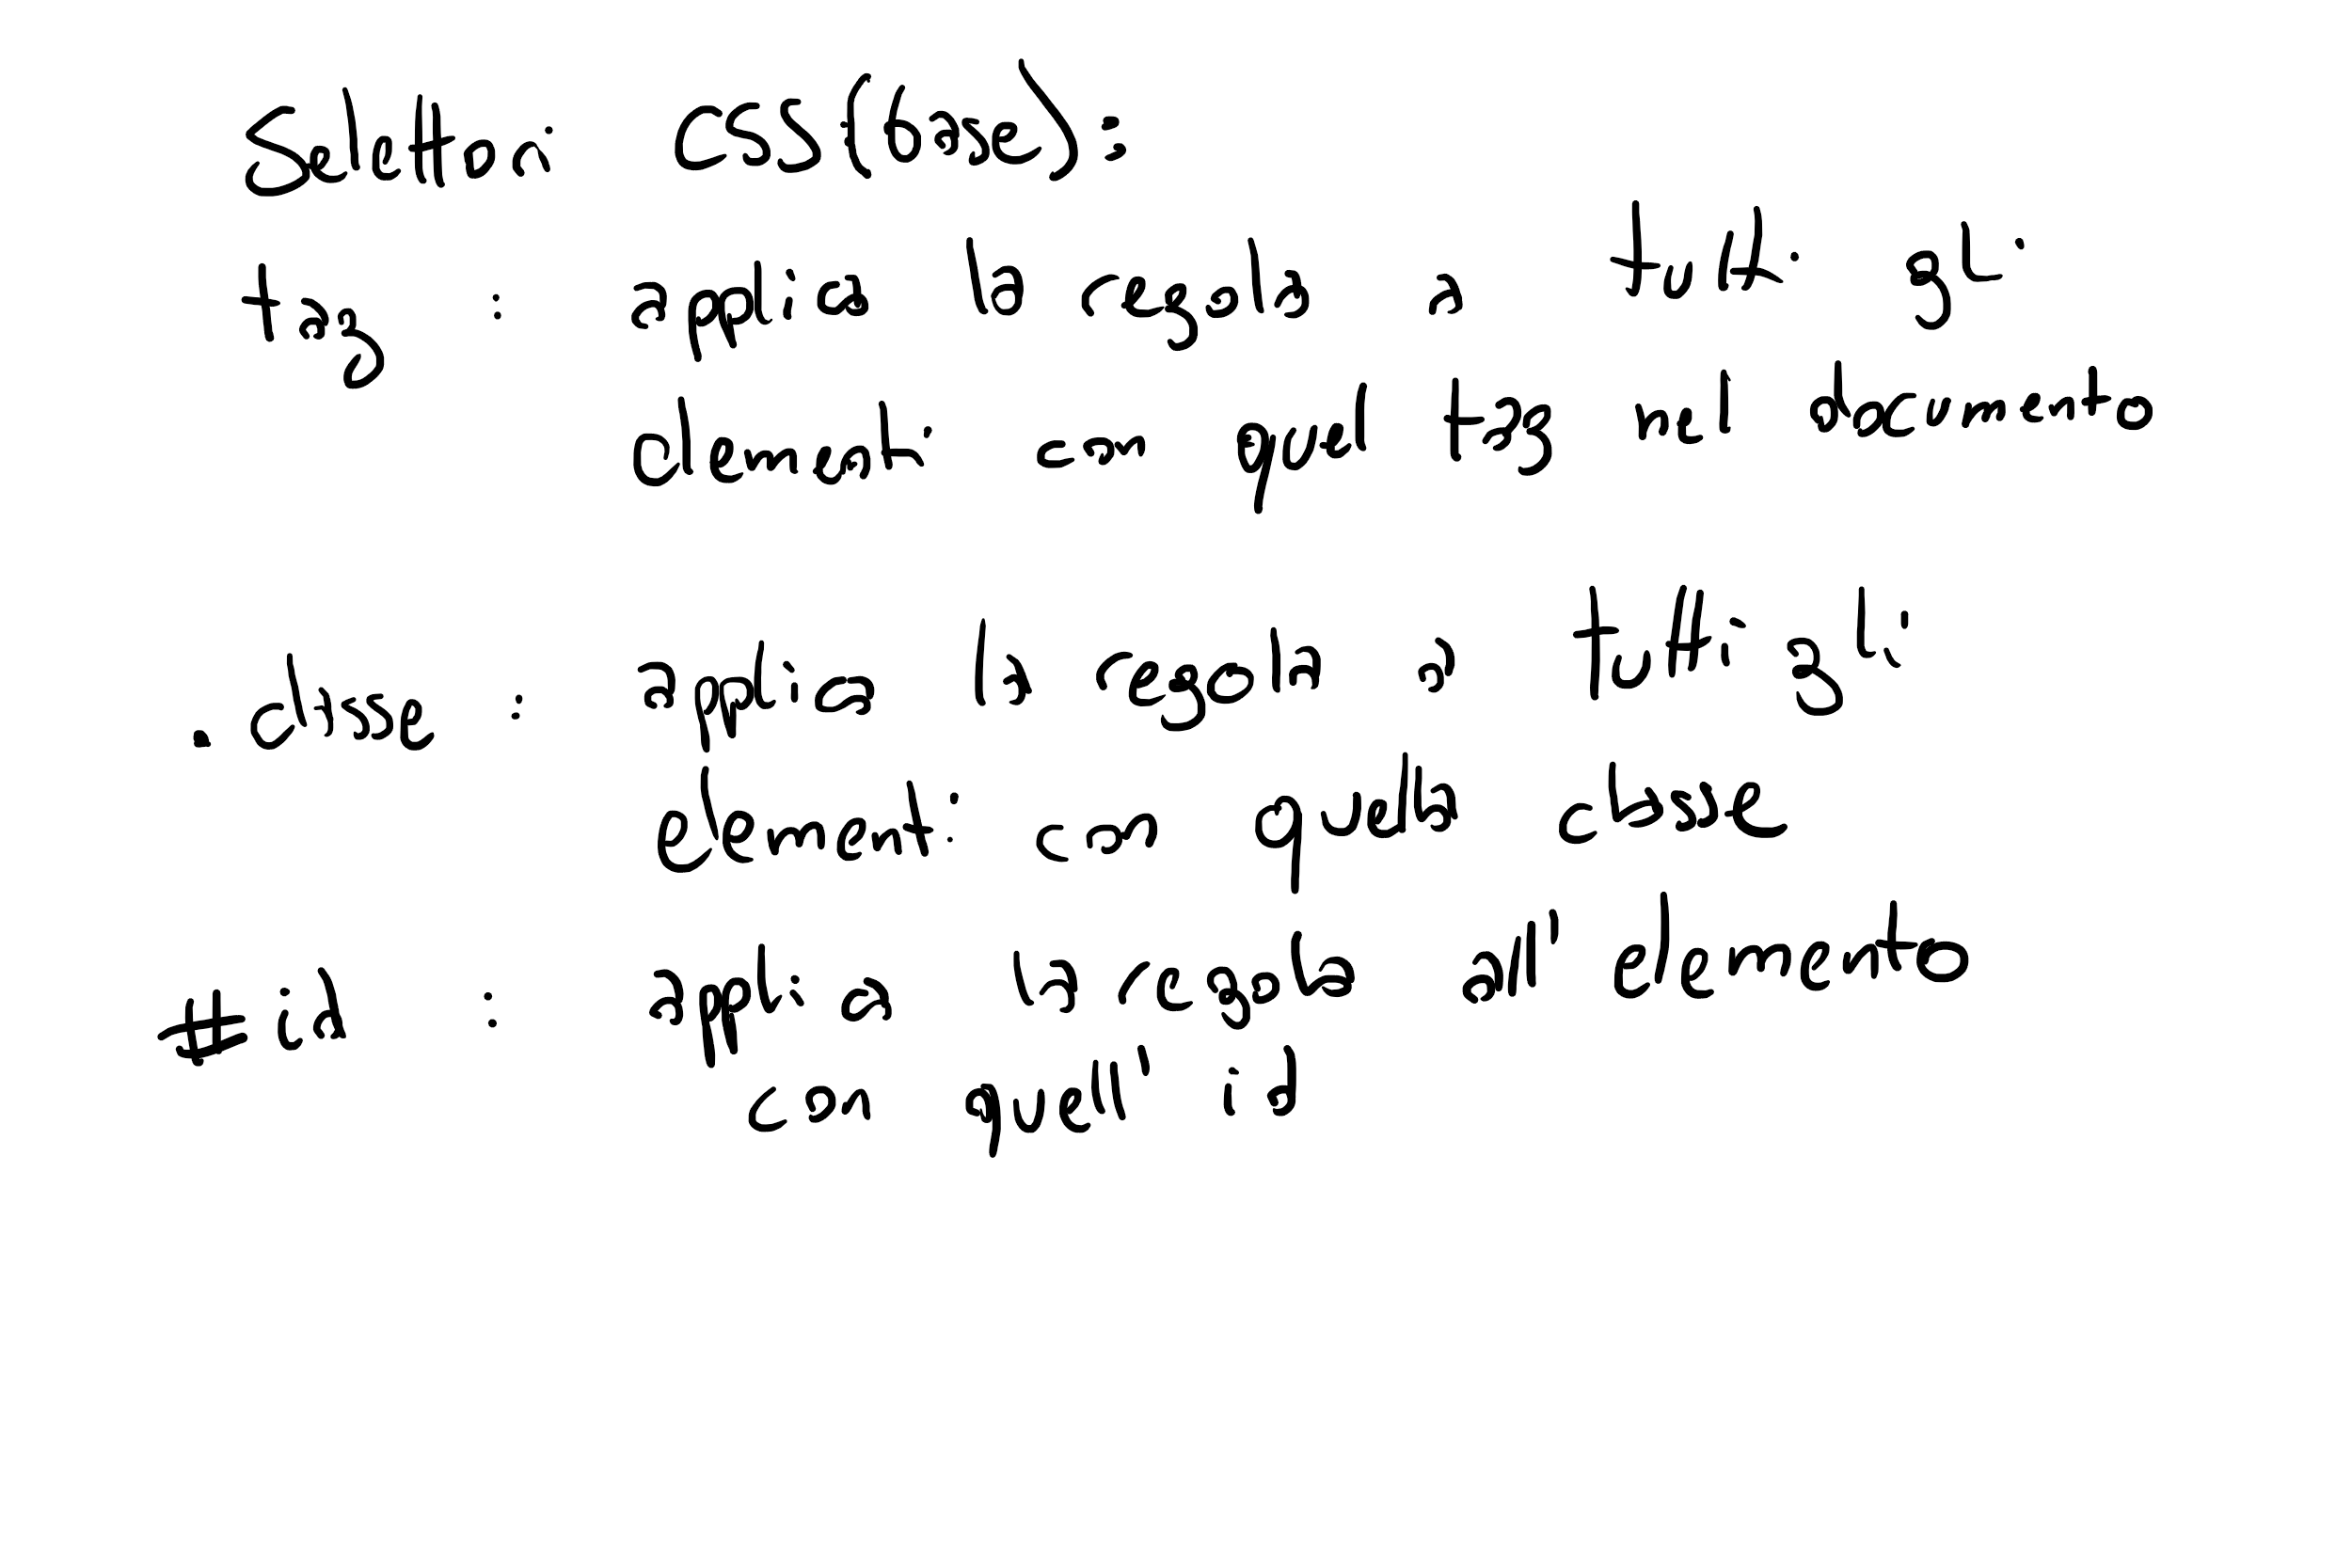 Selettori CSS (base):
tag : applica la regola a tutti gli
elementi con quel tag nel documento
.classe : applica la regola a tutti gli
elementi con quella classe
#id : applica la regola all'elemento
con quell'id